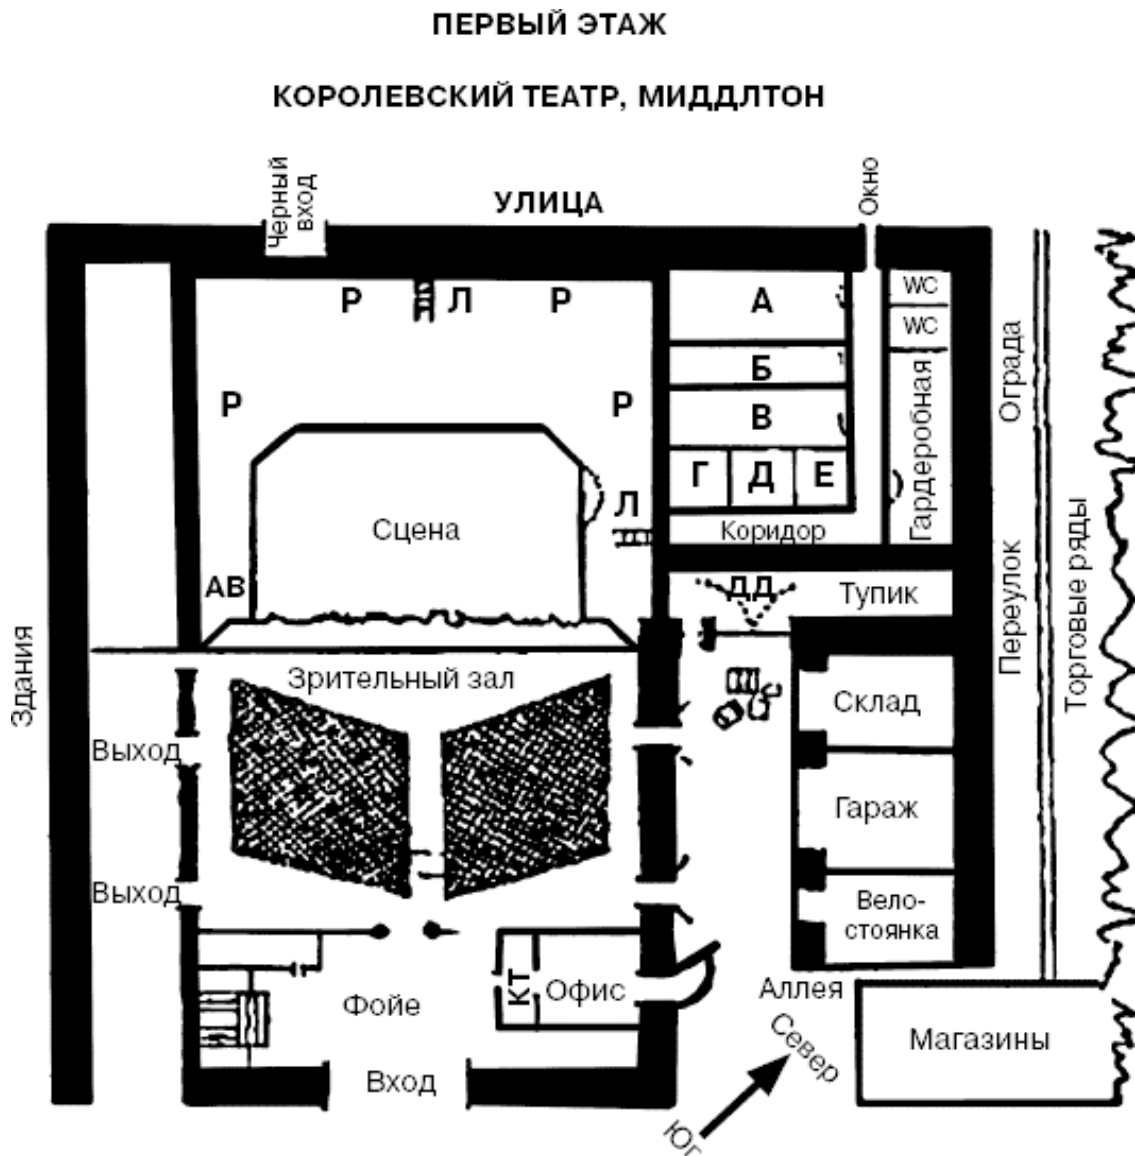 ПЕРВЫЙ ЭТАЖ
КОРОЛЕВСКИЙ ТЕАТР, МИДДЛТОН
Черный
вход
УЛИЦА
Окно
Р
Л
Р
А
WC
WC
Б
Р
Р
В
Г
Д
Е
Гардеробная
Ограда
Л
Сцена
Коридор
АВ
ДД
Тупик
Переулок
Торговые ряды
Здания
Зрительный зал
Склад
Выход
Гараж
Выход
Вело-
стоянка
КТ
Офис
Фойе
Аллея
Север
Магазины
Вход
Юг